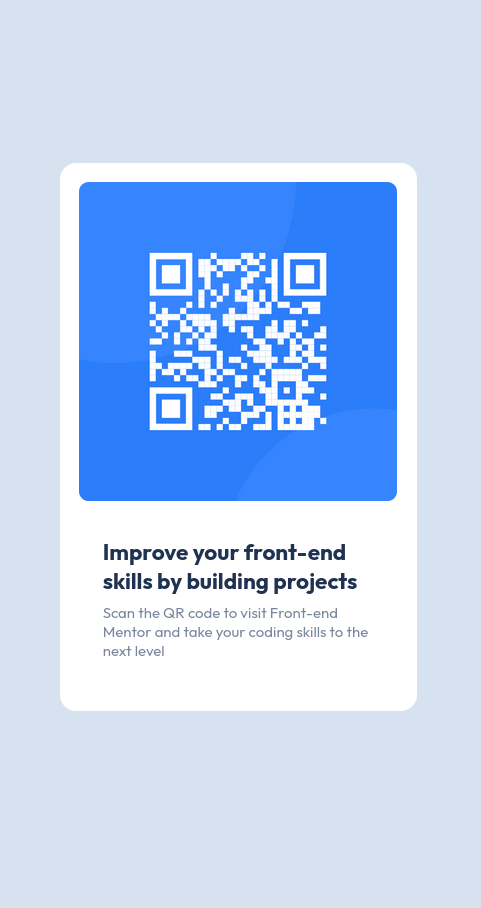 Improve your front-end
skills by building projects
Scan the QR code to visit Front-end
Mentor and take your coding skills to the
next level